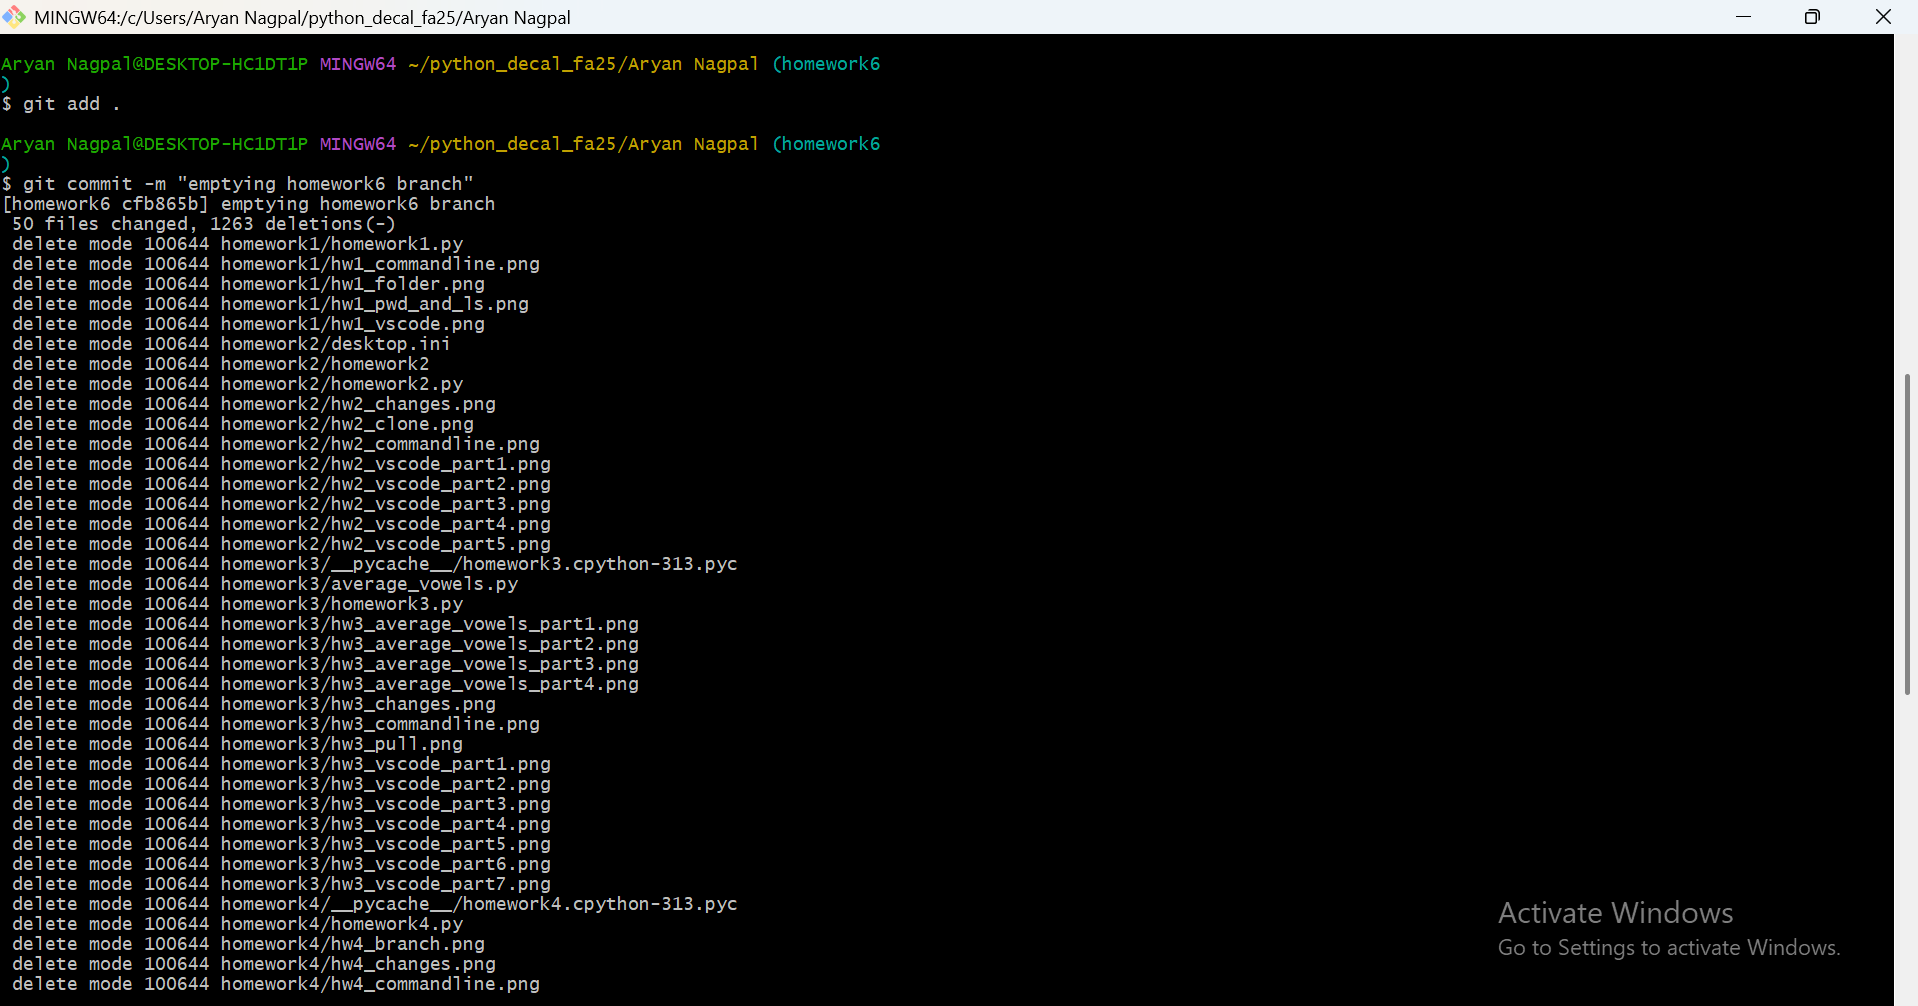 MINGW64:/c/Users/Aryan Nagpal/python_decal_fa25/Aryan Nagpal
Aryan Nagpal@DESKTOP-HC1DT1P MINGW64 ~/python_decal_fa25/Aryan Nagpal (homework6
)
$ git add .
Aryan Nagpal@DESKTOP-HC1DT1P MINGW64 ~/python_decal_fa25/Aryan Nagpal (homework6
)
$ git commit -m "emptying homework6 branch"
[homework6 cfb865b] emptying homework6 branch
50 files changed, 1263 deletions(-)
delete mode 100644 homework1/homework1.py
delete mode 100644 homework1/hw1_commandline.png
delete mode 100644 homework1/hw1_folder.png
delete mode 100644 homework1/hw1_pwd_and_ls.png
delete mode 100644 homework1/hw1_vscode.png
delete mode 100644 homework2/desktop.ini
delete mode 100644 homework2/homework2
delete mode 100644 homework2/homework2.py
delete mode 100644 homework2/hw2_changes.png
delete mode 100644 homework2/hw2_clone.png
delete mode 100644 homework2/hw2_commandline.png
delete mode 100644 homework2/hw2_vscode_part1.png
delete mode 100644 homework2/hw2_vscode_part2.png
delete mode 100644 homework2/hw2_vscode_part3.png
delete mode 100644 homework2/hw2_vscode_part4.png
delete mode 100644 homework2/hw2_vscode_part5.png
delete mode 100644 homework3/__pycache__/homework3.cpython-313.pyc
delete mode 100644 homework3/average_vowels.py
delete mode 100644 homework3/homework3.py
delete mode 100644 homework3/hw3_average_vowels_part1.png
delete mode 100644 homework3/hw3_average_vowels_part2.png
delete mode 100644 homework3/hw3_average_vowels_part3.png
delete mode 100644 homework3/hw3_average_vowels_part4.png
delete mode 100644 homework3/hw3_changes.png
delete mode 100644 homework3/hw3_commandline.png
delete mode 100644 homework3/hw3_pull.png
delete mode 100644 homework3/hw3_vscode_part1.png
delete mode 100644 homework3/hw3_vscode_part2.png
delete mode 100644 homework3/hw3_vscode_part3.png
delete mode 100644 homework3/hw3_vscode_part4.png
delete mode 100644 homework3/hw3_vscode_part5.png
delete mode 100644 homework3/hw3_vscode_part6.png
delete mode 100644 homework3/hw3_vscode_part7.png
delete mode 100644 homework4/__pycache__/homework4.cpython-313.pyc
delete mode 100644 homework4/homework4.py
delete mode 100644 homework4/hw4_branch.png
delete mode 100644 homework4/hw4_changes.png
delete mode 100644 homework4/hw4_commandline.png
Activate Windows
Go to Settings to activate Windows.